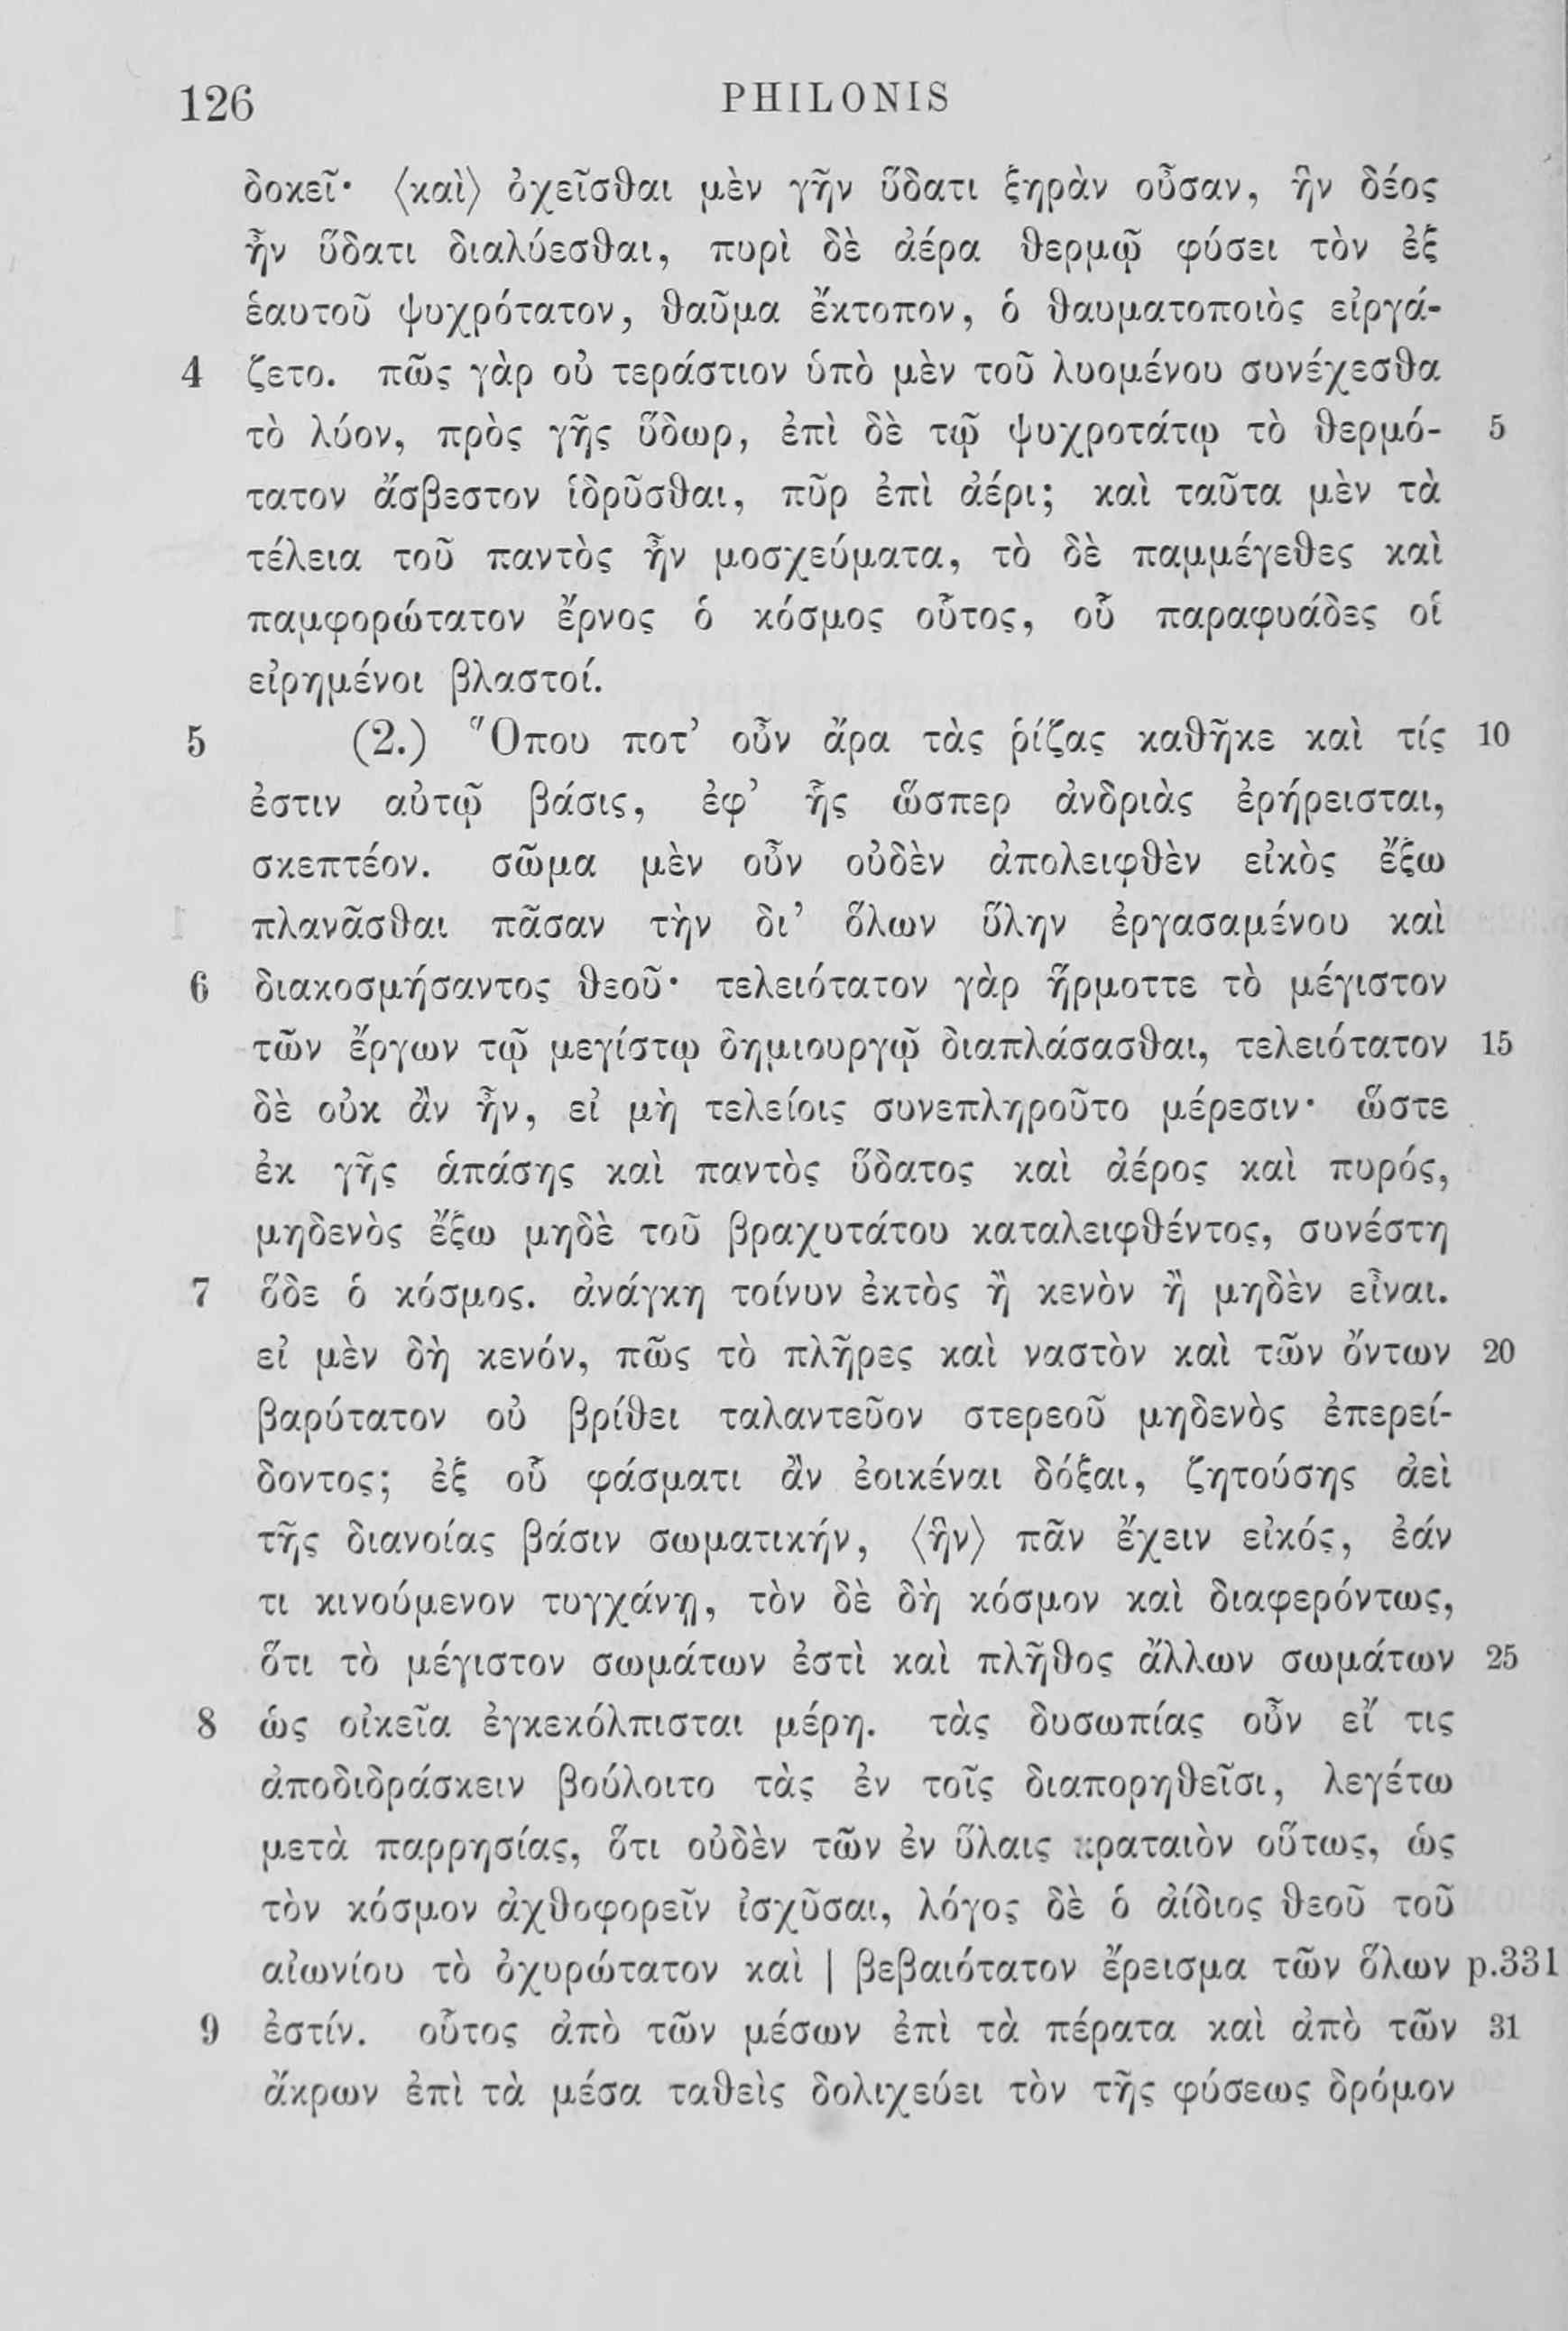 126 PHILONIS
δοκεῖ· ⟨καὶ⟩ ὀχεῖσθαι μὲν γῆν ὕδατι ξηρὰν οὖσαν, ἣν δέος
ἦν ὕδατι διαλύεσθαι, πυρὶ δὲ ἀέρα θερμῷ φύσει τὸν ἐξ
ἑαυτοῦ ψυχρότατον, θαῦμα ἔκτοπον, ὁ θαυματοποιὸς εἰργά-
4 ζετο. πῶς γὰρ οὐ τεράστιον ὑπὸ μὲν τοῦ λυομένου συνέχεσθα
τὸ λύον, πρὸς γῆς ὕδωρ, ἐπὶ δὲ τῷ ψυχροτάτῳ τὸ θερμό- 5
τατον ἄσβεστον ἱδρῦσθαι, πῦρ ἐπὶ ἀέρι; καὶ ταῦτα μὲν τὰ
τέλεια τοῦ παντὸς ἦν μοσχεύματα, τὸ δὲ παμμέγεθες καὶ
παμφορώτατον ἔρνος ὁ κόσμος οὗτος, οὗ παραφυάδες οἱ
εἰρημένοι βλαστοί.
5 (2.) Ὅπου ποτ’ οὖν ἄρα τὰς ῥίζας καθῆκε καὶ τίς 10
ἐστιν αὐτῷ βάσις, ἐφ’ ἧς ὥσπερ ἀνδριὰς ἐρήρεισται,
σκεπτέον. σῶμα μὲν οὖν οὐδὲν ἀπολειφθὲν εἰκὸς ἔξω
πλανᾶσθαι πᾶσαν τὴν δι’ ὅλων ὕλην ἐργασαμένου καὶ
6 διακοσμήσαντος θεοῦ· τελειότατον γὰρ ἥρμοττε τὸ μέγιστον
τῶν ἔργων τῷ μεγίστῳ δημιουργῷ διαπλάσασθαι, τελειότατον 15
δὲ οὐκ ἂν ἦν, εἰ μὴ τελείοις συνεπληροῦτο μέρεσιν· ὥστε
ἐκ γῆς ἁπάσης καὶ παντὸς ὕδατος καὶ ἀέρος καὶ πυρός,
μηδενὸς ἔξω μηδὲ τοῦ βραχυτάτου καταλειφθέντος, συνέστη
7 ὅδε ὁ κόσμος. ἀνάγκη τοίνυν ἐκτὸς ἢ κενὸν ἢ μηδὲν εἶναι.
εἰ μὲν δὴ κενόν, πῶς τὸ πλῆρες καὶ ναστὸν καὶ τῶν ὄντων 20
βαρύτατον οὐ βρίθει ταλαντεῦον στερεοῦ μηδενὸς ἐπερεί-
δοντος; ἐξ οὗ φάσματι ἂν ἐοικέναι δόξαι, ζητούσης ἀεὶ
τῆς διανοίας βάσιν σωματικήν, ⟨ἣν⟩ πᾶν ἔχειν εἰκός, ἐάν
τι κινούμενον τυγχάνῃ, τὸν δὲ δὴ κόσμον καὶ διαφερόντως,
ὅτι τὸ μέγιστον σωμάτων ἐστὶ καὶ πλῆθος ἄλλων σωμάτων 25
8 ὡς οἰκεῖα ἐγκεκόλπισται μέρη. τὰς δυσωπίας οὖν εἴ τις
ἀποδιδράσκειν βούλοιτο τὰς ἐν τοῖς διαπορηθεῖσι, λεγέτω
μετὰ παρρησίας, ὅτι οὐδὲν τῶν ἐν ὕλαις κραταιὸν οὕτως, ὡς
τὸν κόσμον ἀχθοφορεῖν ἰσχῦσαι, λόγος δὲ ὁ ἀίδιος θεοῦ τοῦ
αἰωνίου τὸ ὀχυρώτατον καὶ | βεβαιότατον ἔρεισμα τῶν ὅλων p.331
9 ἐστίν. οὗτος ἀπὸ τῶν μέσων ἐπὶ τὰ πέρατα καὶ ἀπὸ τῶν 31
ἄκρων ἐπὶ τὰ μέσα ταθεὶς δολιχεύει τὸν τῆς φύσεως δρόμον